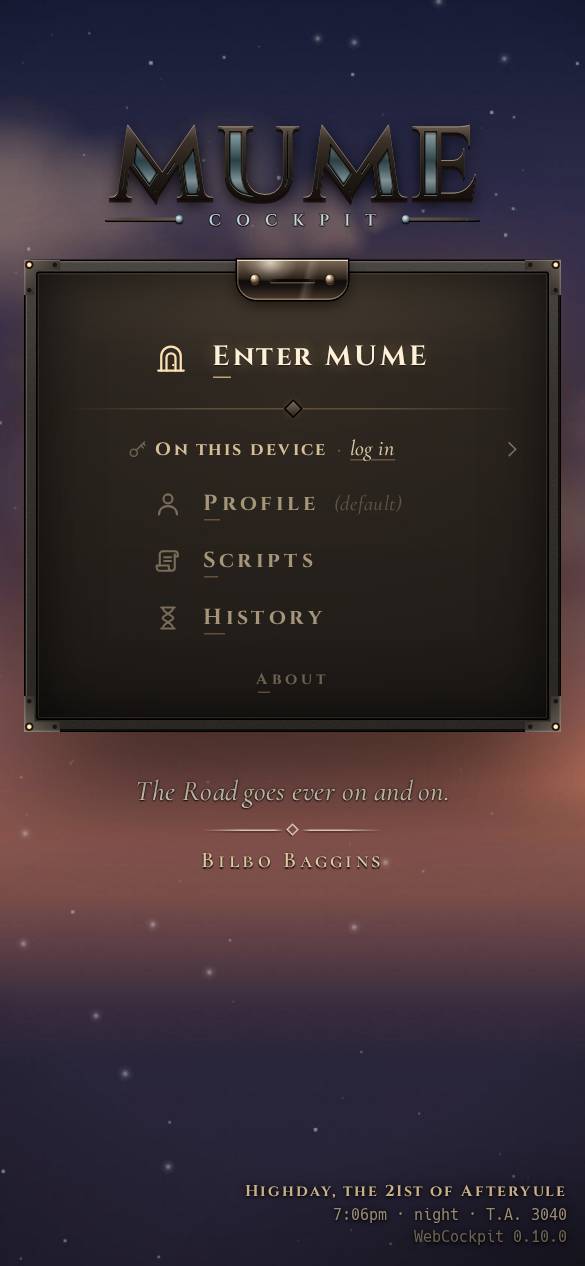 MUME
COCKPIT
Enter MUME
On this device · log in
Profile (default)
Scripts
History
About
The Road goes ever on and on.
Bilbo Baggins
Highday, the 21st of Afteryule
7:06pm · night · T.A. 3040
WebCockpit 0.10.0